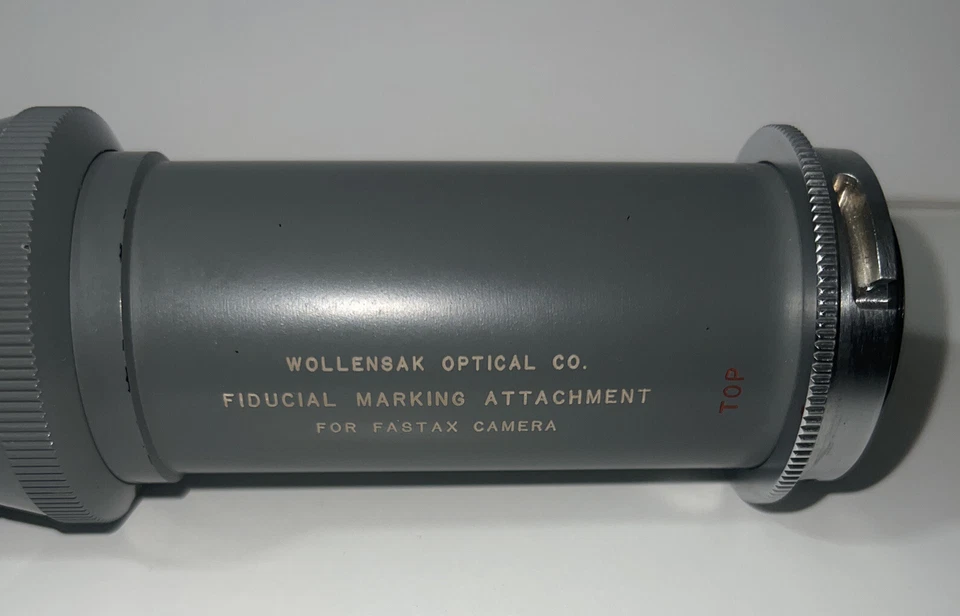 WOLLENSAK OPTICAL CO.
FIDUCIAL MARKING ATTACHMENT
FOR FASTAX CAMERA
TOP